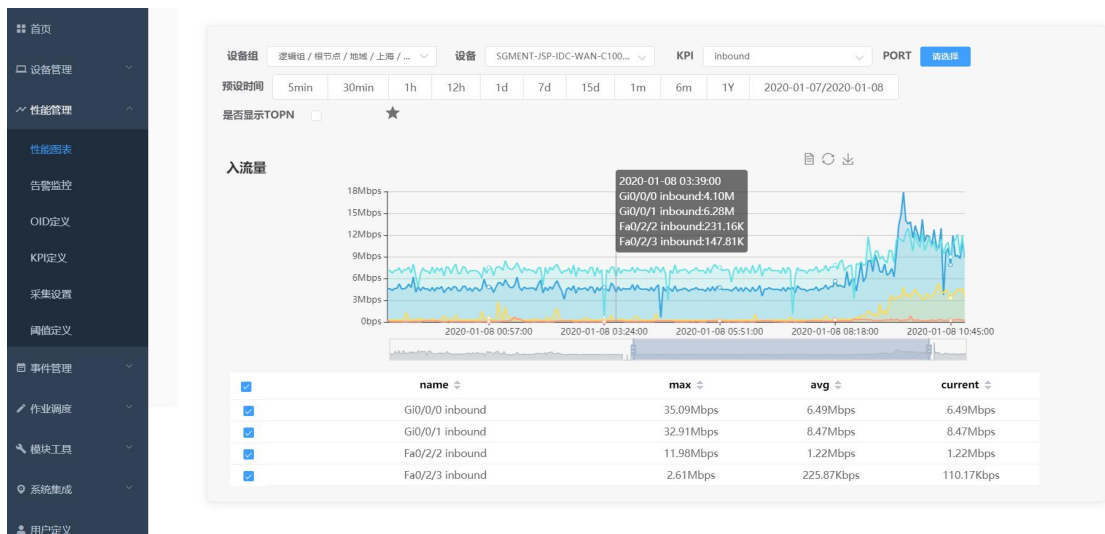 首页
设备管理
性能管理
性能图表
告警监控
OID定义
KPI定义
采集设置
阈值定义
事件管理
作业调度
模块工具
系统集成
用户定义
设备组 逻辑组 / 根节点 / 地域 / 上海 / ... 设备 SGMENT-JSP-IDC-WAN-C100... KPI inbound PORT 请选择
预设时间 5min 30min 1h 12h 1d 7d 15d 1m 6m 1Y 2020-01-07/2020-01-08
是否显示TOPN
入流量
2020-01-08 03:39:00
Gi0/0/0 inbound:4.10M
Gi0/0/1 inbound:6.28M
Fa0/2/2 inbound:231.16K
Fa0/2/3 inbound:147.81K
18Mbps
15Mbps
12Mbps
9Mbps
6Mbps
3Mbps
0bps
2020-01-08 00:57:00 2020-01-08 03:24:00 2020-01-08 05:51:00 2020-01-08 08:18:00 2020-01-08 10:45:00
name max avg current
Gi0/0/0 inbound 35.09Mbps 6.49Mbps 6.49Mbps
Gi0/0/1 inbound 32.91Mbps 8.47Mbps 8.47Mbps
Fa0/2/2 inbound 11.98Mbps 1.22Mbps 1.22Mbps
Fa0/2/3 inbound 2.61Mbps 225.87Kbps 110.17Kbps